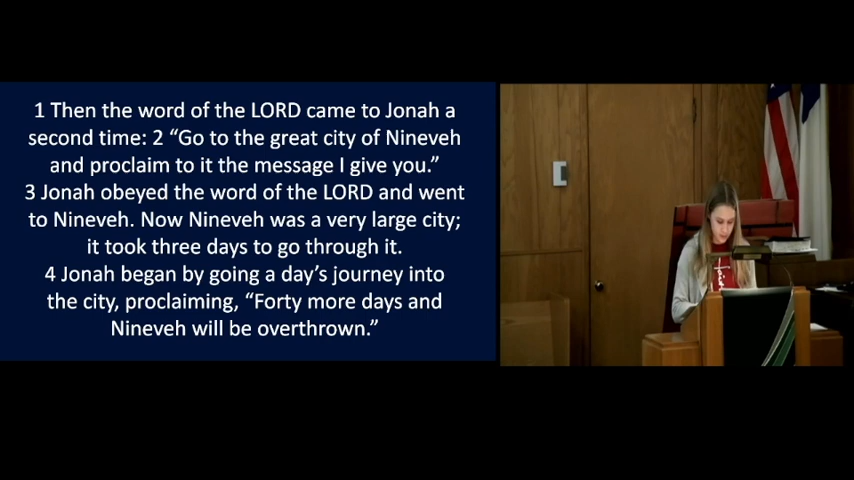 1 Then the word of the LORD came to Jonah a
second time: 2 “Go to the great city of Nineveh
and proclaim to it the message I give you.”
3 Jonah obeyed the word of the LORD and went
to Nineveh. Now Nineveh was a very large city;
it took three days to go through it.
4 Jonah began by going a day’s journey into
the city, proclaiming, “Forty more days and
Nineveh will be overthrown.”